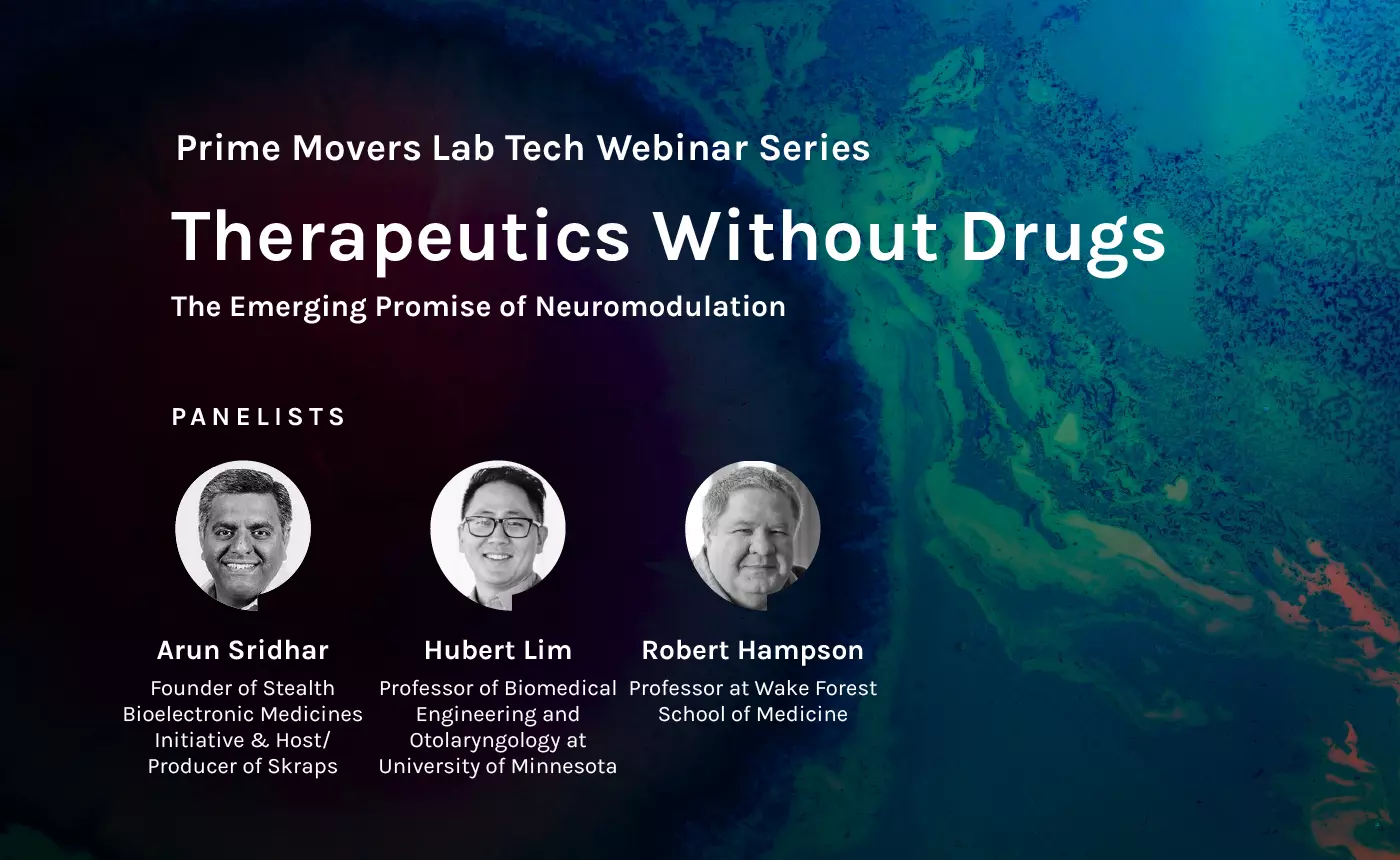 Prime Movers Lab Tech Webinar Series
Therapeutics Without Drugs
The Emerging Promise of Neuromodulation
PANELISTS
Arun Sridhar
Founder of Stealth
Bioelectronic Medicines
Initiative & Host/
Producer of Skraps
Hubert Lim
Professor of Biomedical
Engineering and
Otolaryngology at
University of Minnesota
Robert Hampson
Professor at Wake Forest
School of Medicine